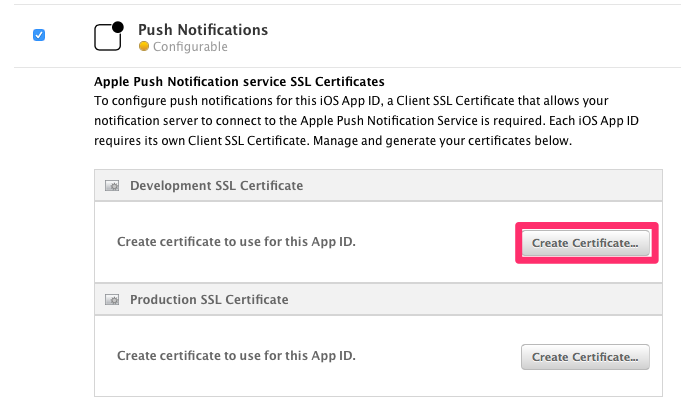 Push Notifications
Configurable
Apple Push Notification service SSL Certificates
To configure push notifications for this iOS App ID, a Client SSL Certificate that allows your
notification server to connect to the Apple Push Notification Service is required. Each iOS App ID
requires its own Client SSL Certificate. Manage and generate your certificates below.
Development SSL Certificate
Create certificate to use for this App ID.
Create Certificate...
Production SSL Certificate
Create certificate to use for this App ID.
Create Certificate...